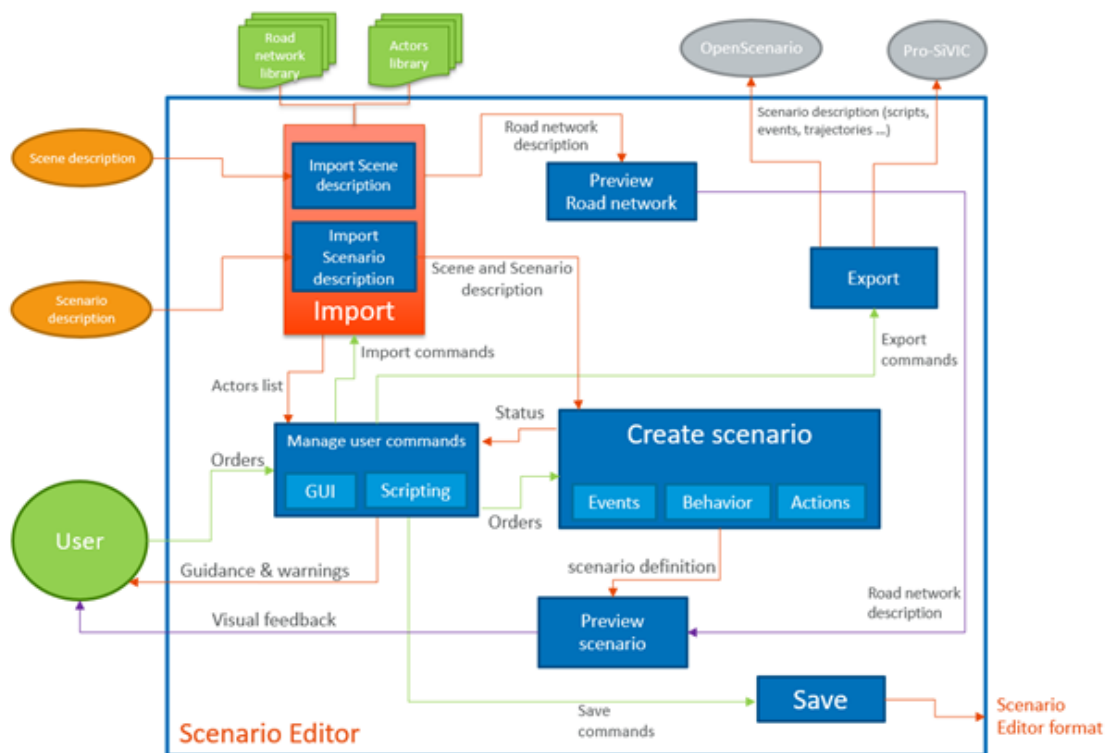 Road
network
library
Actors
library
OpenScenario
Pro-SiVIC
Scenario description (scripts,
events, trajectories ...)
Road network
description
Scene description
Import Scene
description
Preview
Road network
Import
Scenario
description
Scene and Scenario
description
Export
Scenario
description
Import
Import commands
Export
commands
Actors list
Status
Manage user commands
GUI
Scripting
Create scenario
Events
Behavior
Actions
Orders
Orders
User
Guidance & warnings
scenario definition
Road network
description
Visual feedback
Preview
scenario
Save
Save
commands
Scenario
Editor format
Scenario Editor